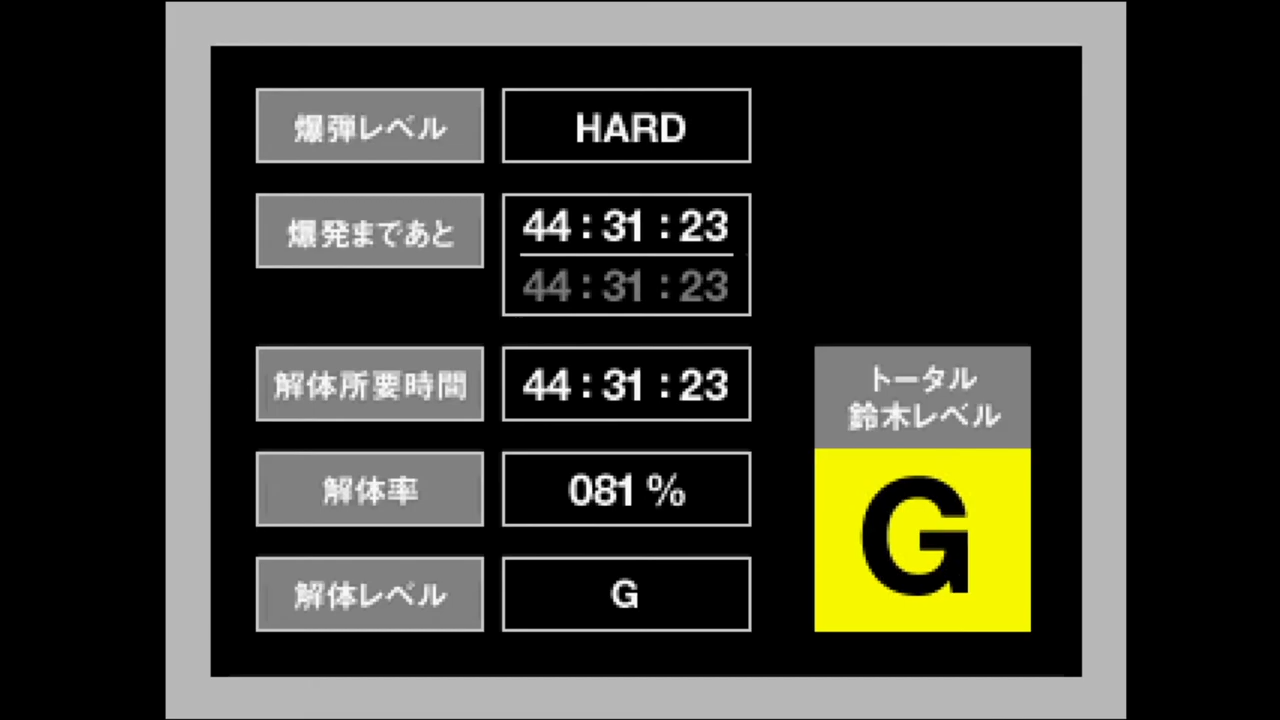 爆弾レベル
HARD
爆発まであと
44:31:23
44:31:23
解体所要時間
44:31:23
解体率
081%
解体レベル
G
トータル
鈴木レベル
G